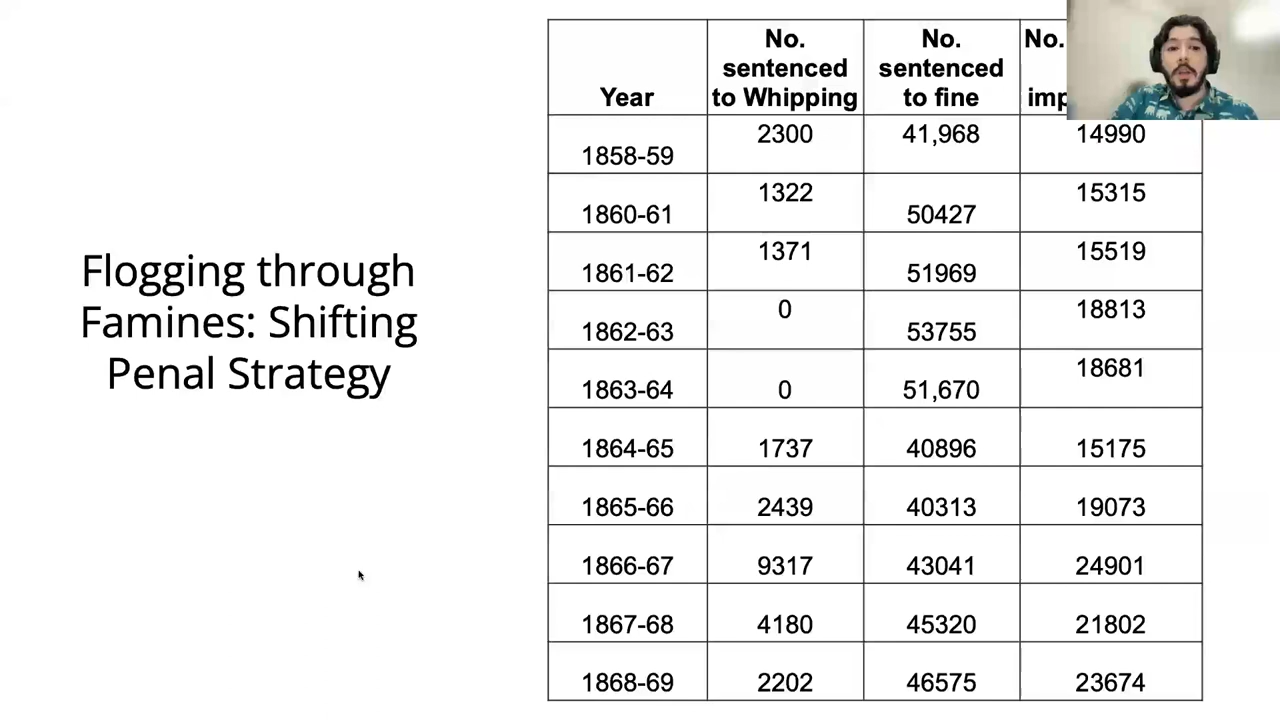 Flogging through
Famines: Shifting
Penal Strategy
Year No. sentenced to Whipping No. sentenced to fine No.
1858-59 2300 41,968 14990
1860-61 1322 50427 15315
1861-62 1371 51969 15519
1862-63 0 53755 18813
1863-64 0 51,670 18681
1864-65 1737 40896 15175
1865-66 2439 40313 19073
1866-67 9317 43041 24901
1867-68 4180 45320 21802
1868-69 2202 46575 23674